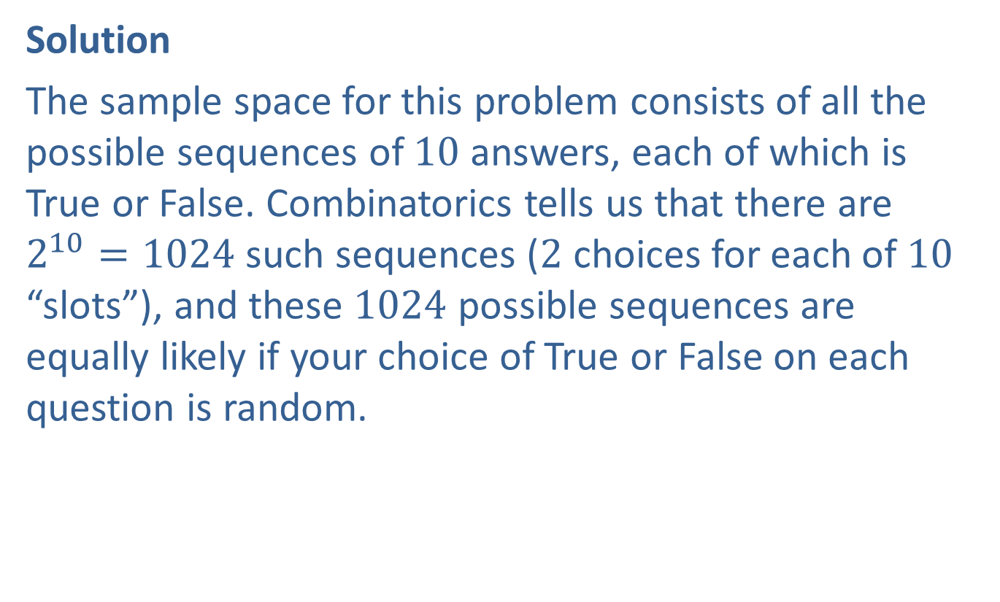 Solution
The sample space for this problem consists of all the
possible sequences of 10 answers, each of which is
True or False. Combinatorics tells us that there are
2¹⁰ = 1024 such sequences (2 choices for each of 10
“slots”), and these 1024 possible sequences are
equally likely if your choice of True or False on each
question is random.